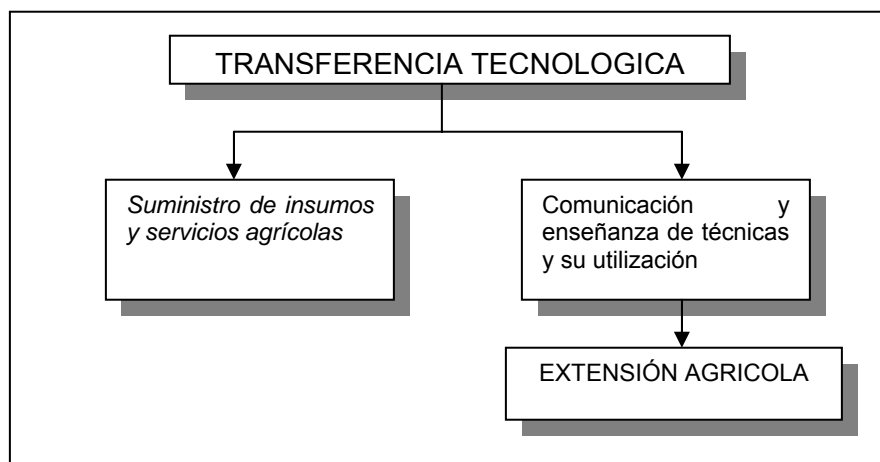 TRANSFERENCIA TECNOLOGICA
Suministro de insumos
y servicios agrícolas
Comunicación y
enseñanza de técnicas
y su utilización
EXTENSIÓN AGRICOLA